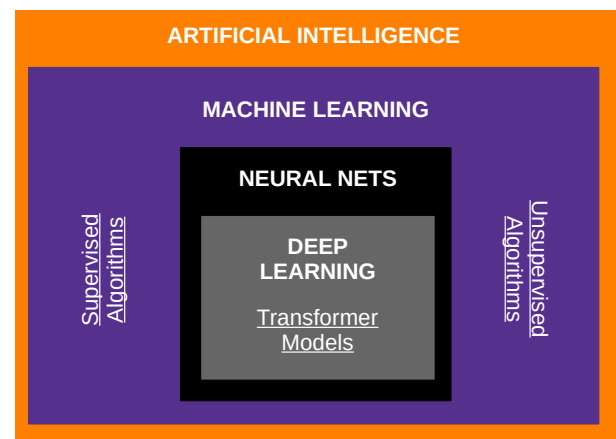 ARTIFICIAL INTELLIGENCE
MACHINE LEARNING
NEURAL NETS
Supervised
Algorithms
DEEP
LEARNING
Transformer
Models
Unsupervised
Algorithms